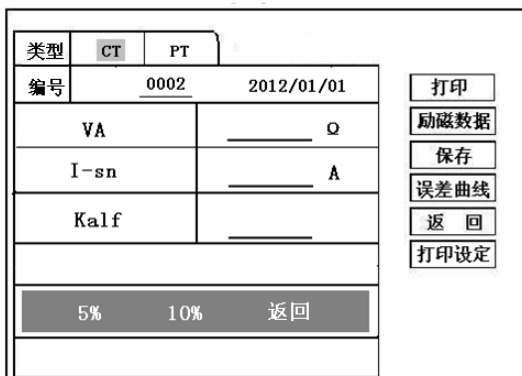 类型 CT PT
编号 0002 2012/01/01
VA Ω
I-sn A
Kalf
5% 10% 返回
打印
励磁数据
保存
误差曲线
返 回
打印设定